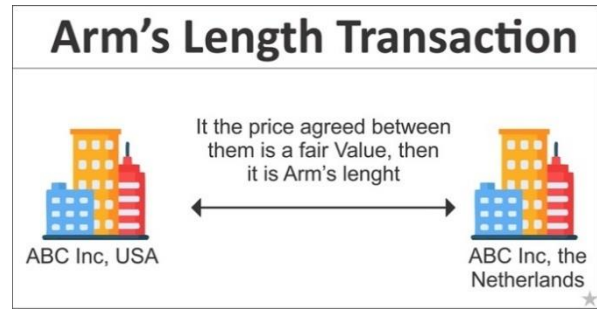 Arm's Length Transaction
It the price agreed between
them is a fair Value, then
it is Arm's lenght
ABC Inc, USA
ABC Inc, the
Netherlands